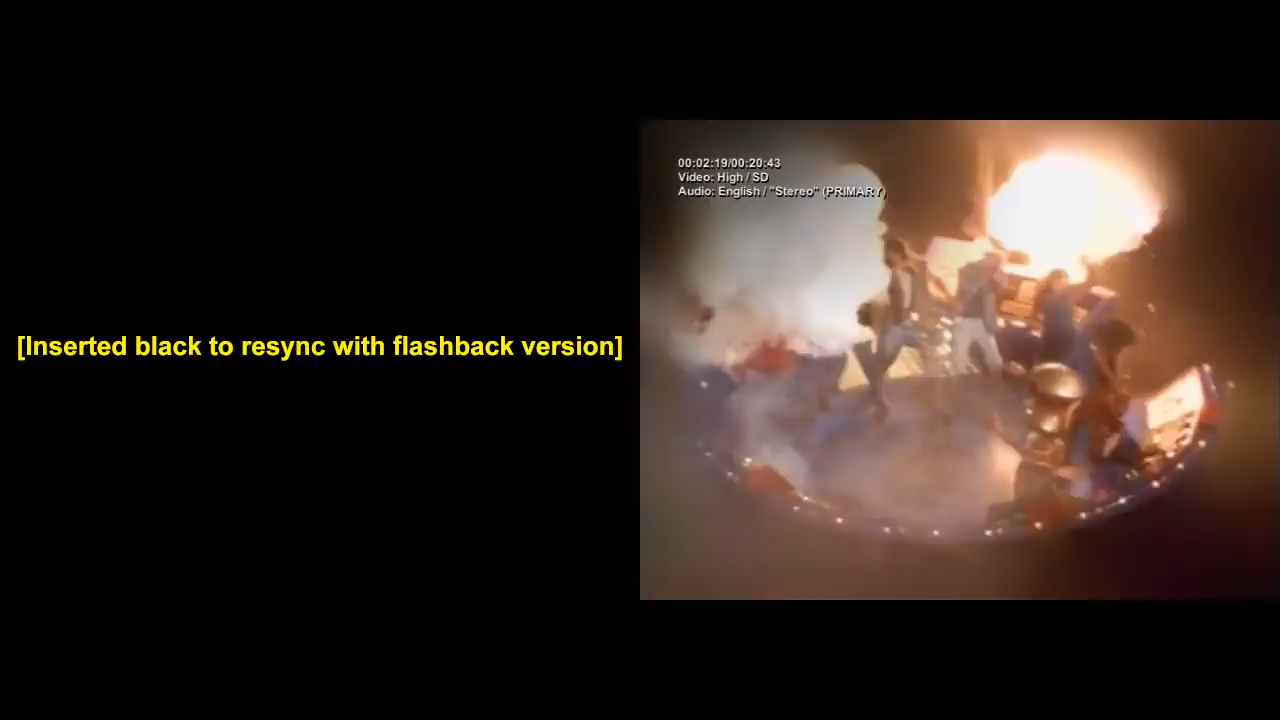 [Inserted black to resync with flashback version]
00:02:19/00:20:43
Video: High / SD
Audio: English / "Stereo" (PRIMARY)